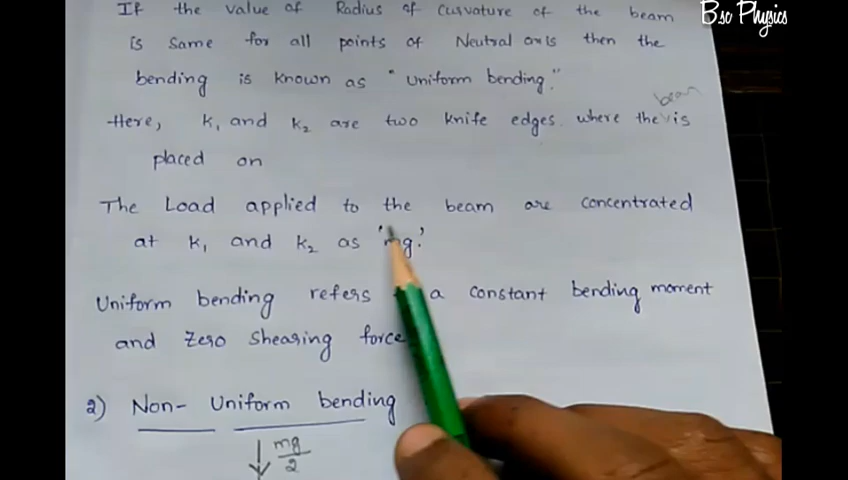 Bsc Physics
If the value of Radius of Curvature of the beam
is same for all points of Neutral axis then the
bending is known as "Uniform bending."
Here, K₁ and K₂ are two knife edges where the beam is
placed on
The Load applied to the beam are concentrated
at K₁ and K₂ as 'mg.'
Uniform bending refers a constant bending moment
and Zero Shearing force
2) Non-Uniform bending
mg
2